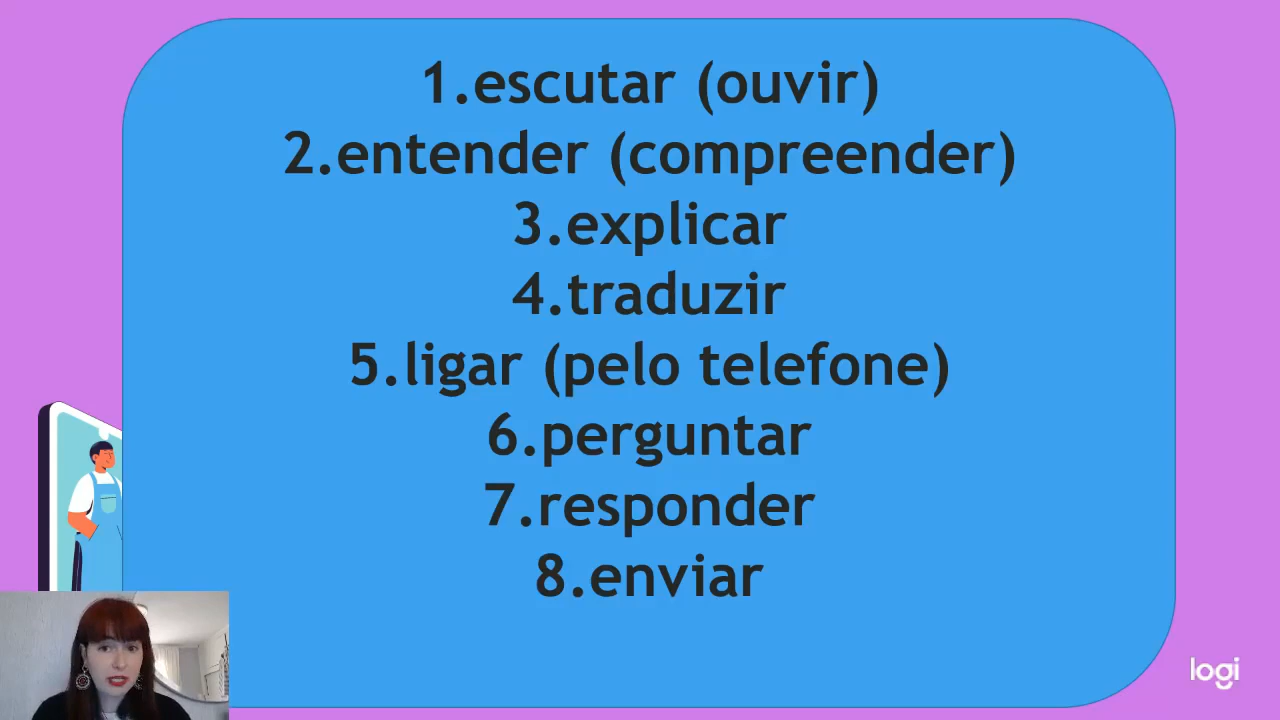 1.escutar (ouvir)
2.entender (compreender)
3.explicar
4.traduzir
5.ligar (pelo telefone)
6.perguntar
7.responder
8.enviar
logi